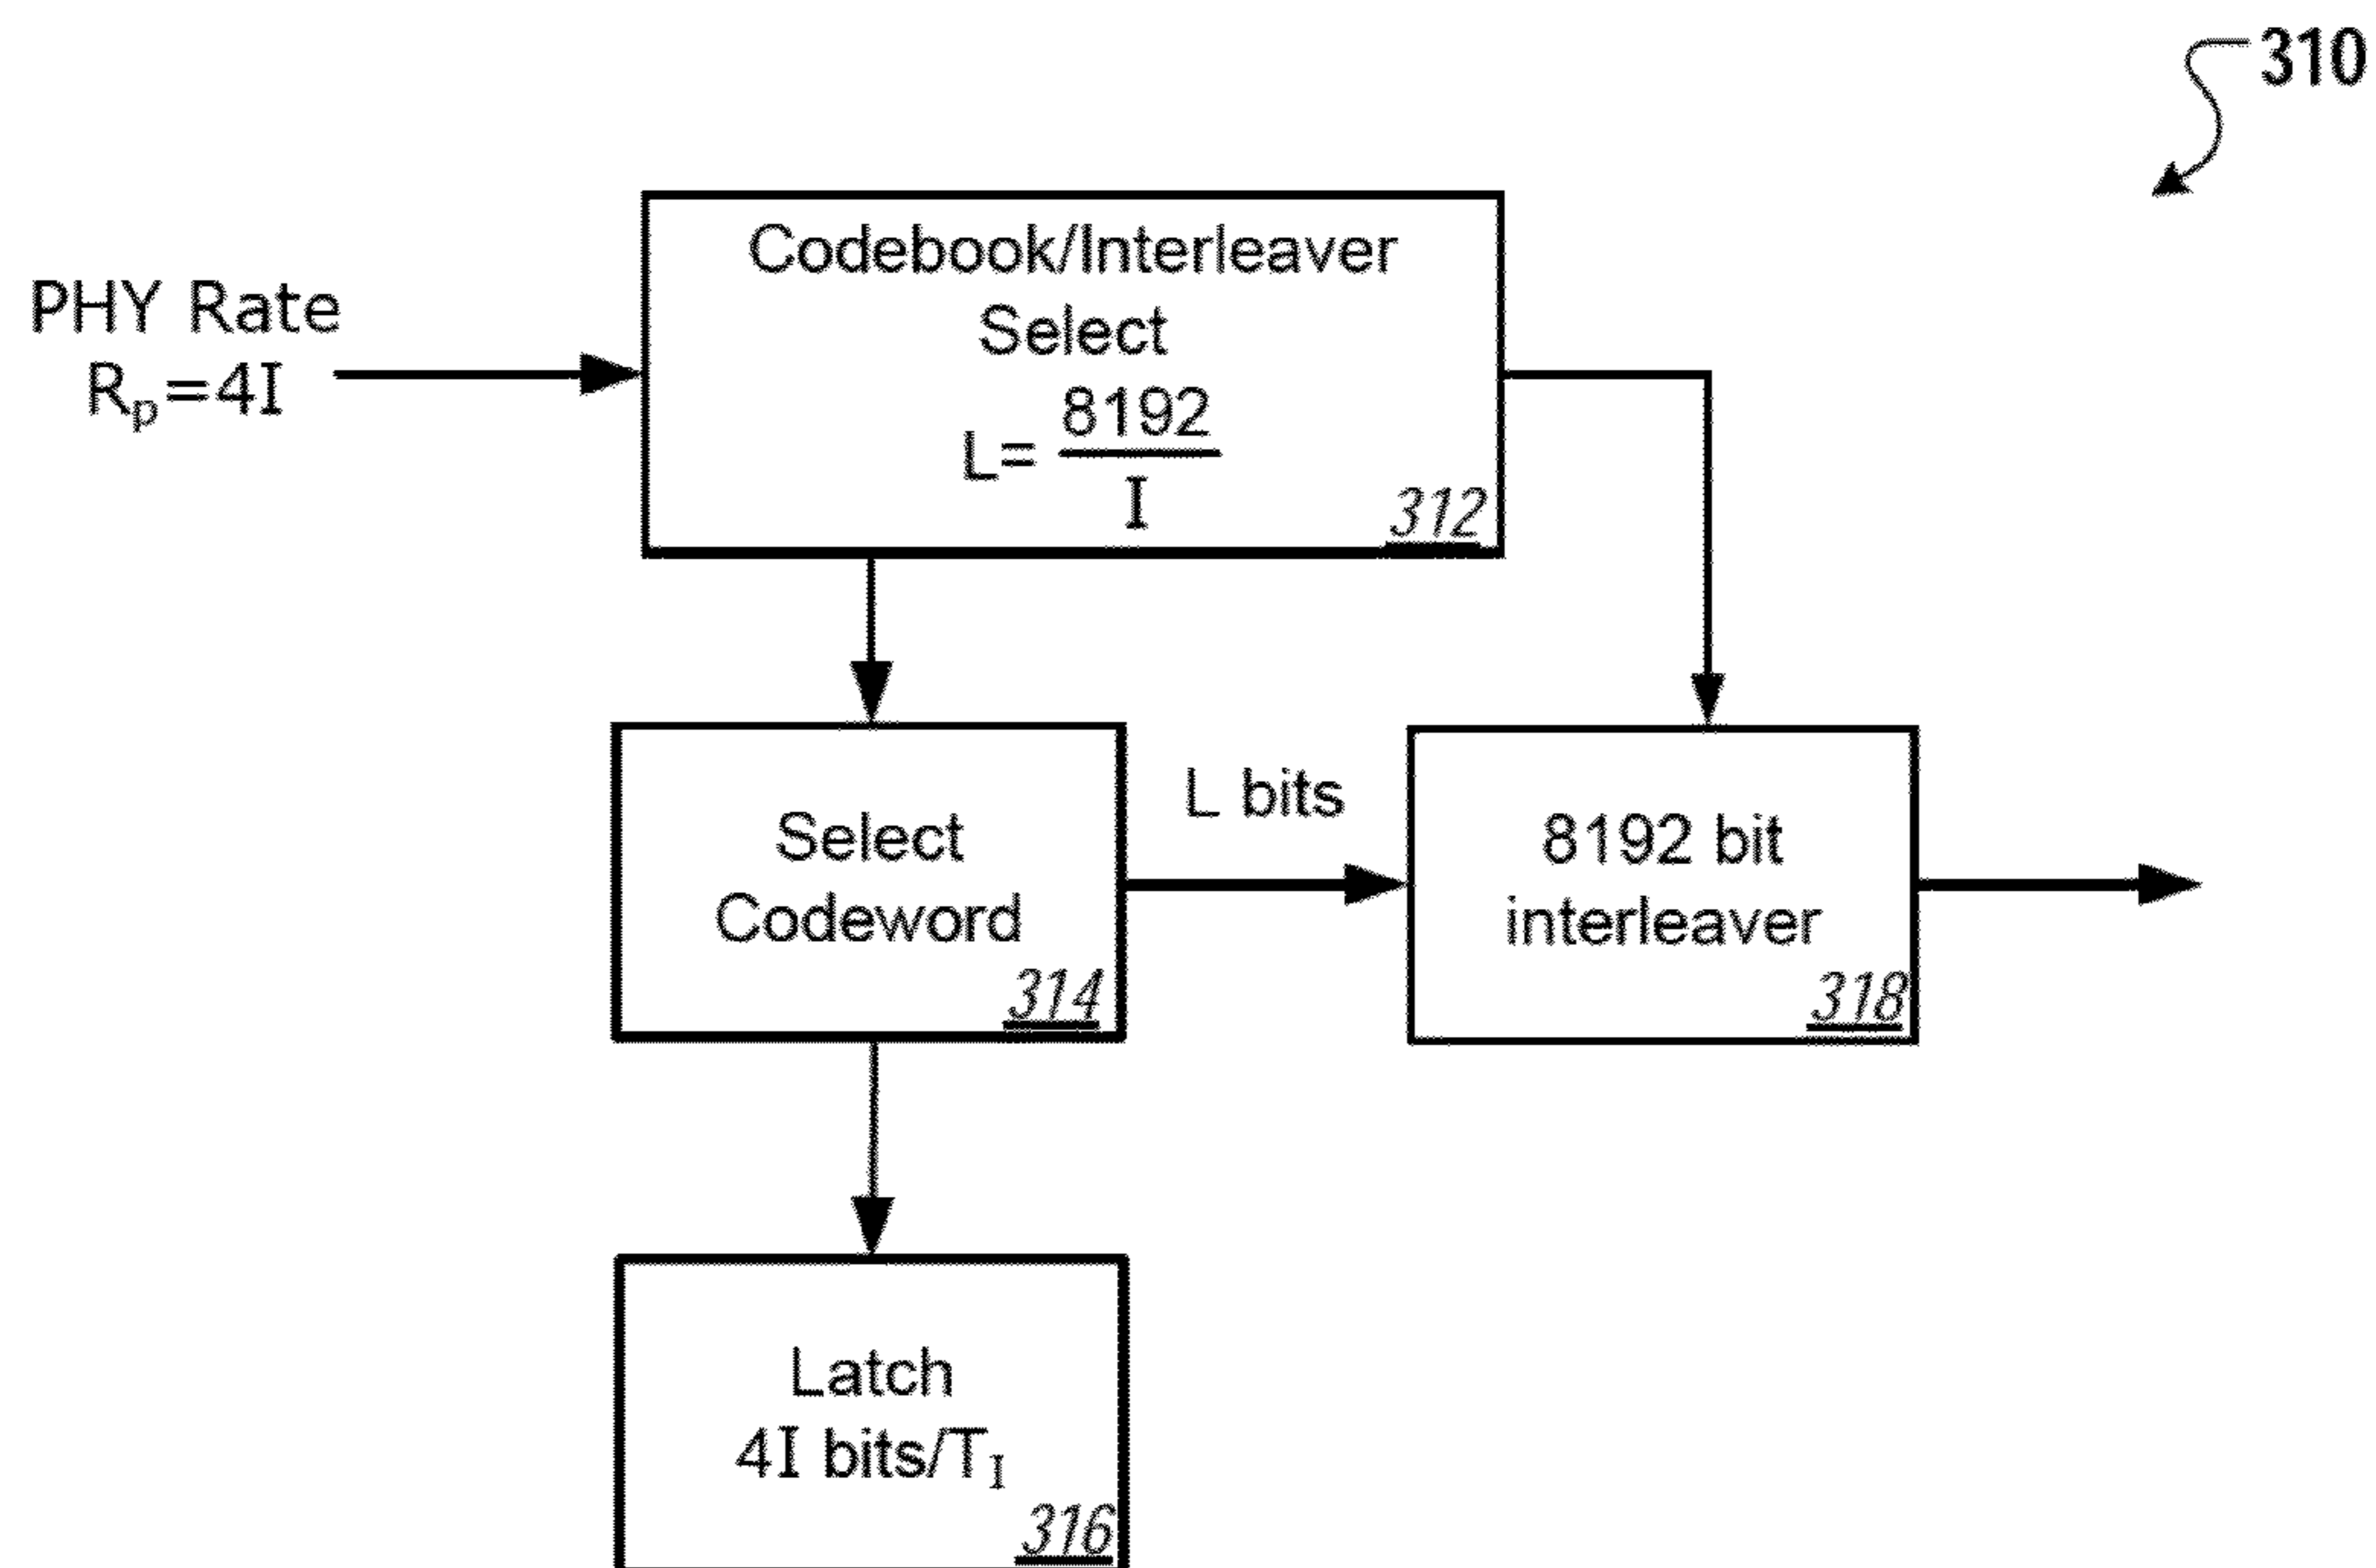 310
PHY Rate
Rₚ=4I
Codebook/Interleaver
Select
L= 8192
I
312
Select
Codeword
314
L bits
8192 bit
interleaver
318
Latch
4I bits/T_I
316